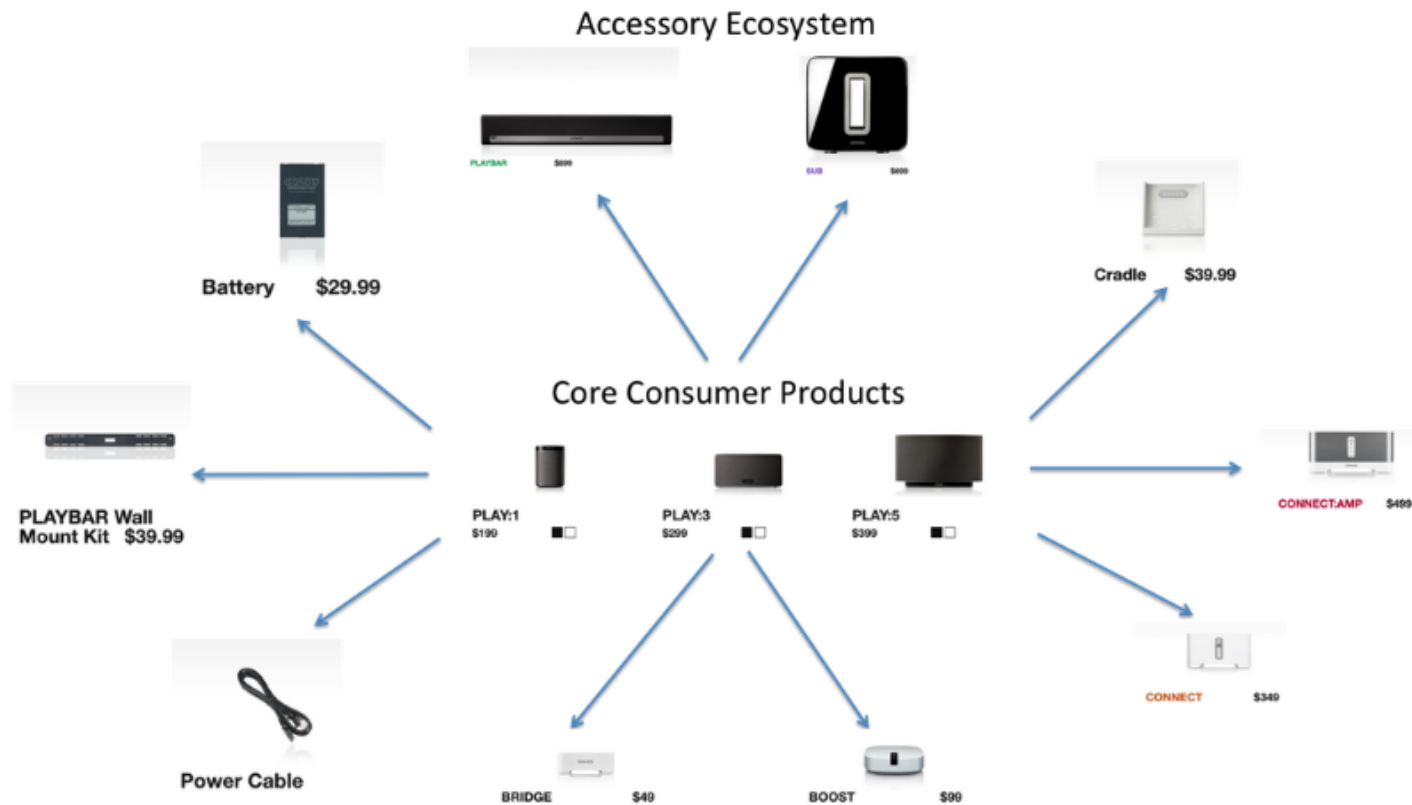 Accessory Ecosystem
PLAYBAR $699
SUB $699
Battery $29.99
Cradle $39.99
Core Consumer Products
PLAYBAR Wall
Mount Kit $39.99
PLAY:1
$199
PLAY:3
$299
PLAY:5
$399
CONNECT:AMP $499
CONNECT $349
Power Cable
BRIDGE $49
BOOST $99